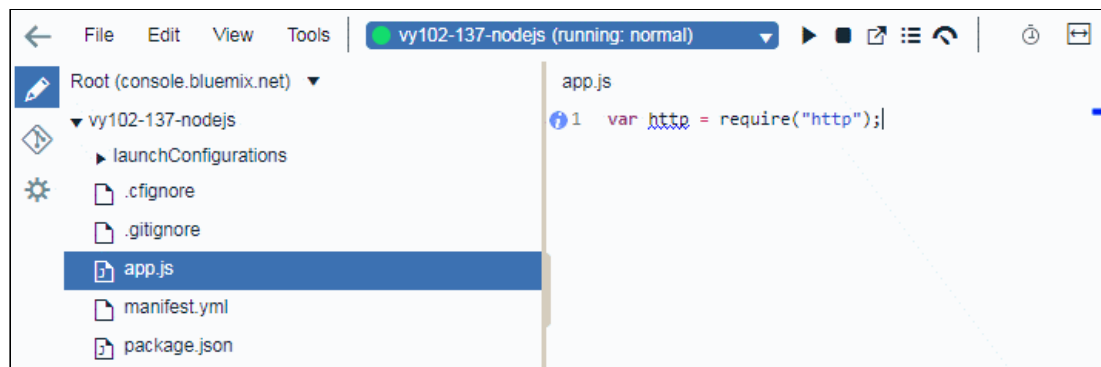 File Edit View Tools vy102-137-nodejs (running: normal)
Root (console.bluemix.net)
vy102-137-nodejs
launchConfigurations
.cfignore
.gitignore
app.js
manifest.yml
package.json
app.js
1 var http = require("http");